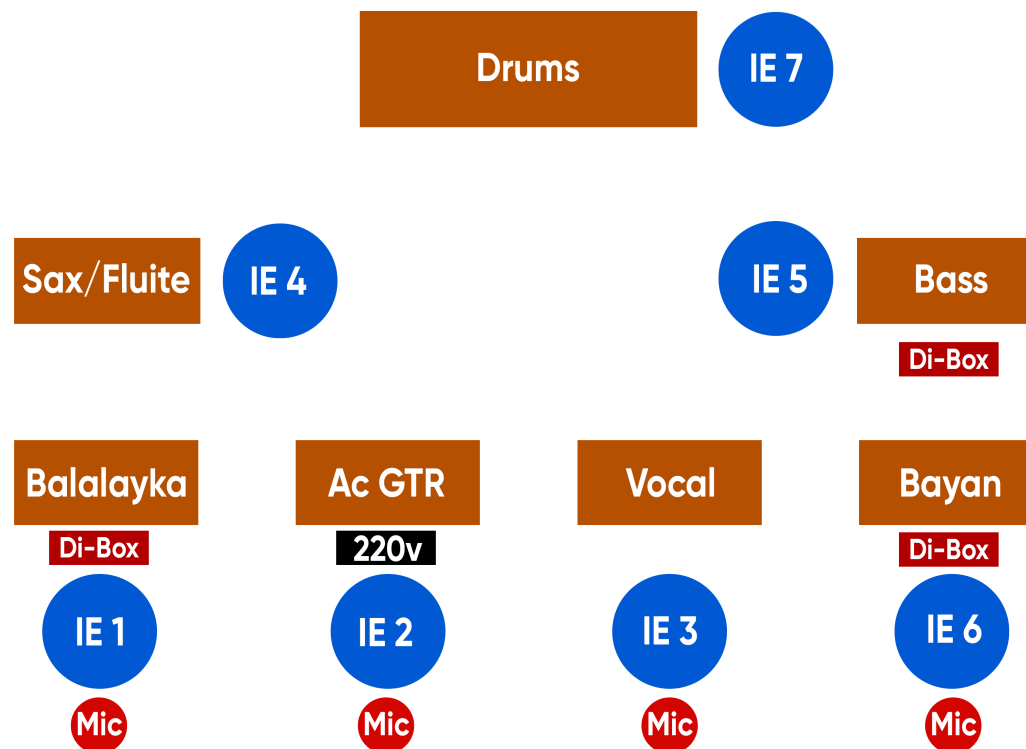 Drums
IE 7
Sax/Fluite
IE 4
IE 5
Bass
Di-Box
Balalayka
Ac GTR
Vocal
Bayan
Di-Box
220v
Di-Box
IE 1
IE 2
IE 3
IE 6
Mic
Mic
Mic
Mic